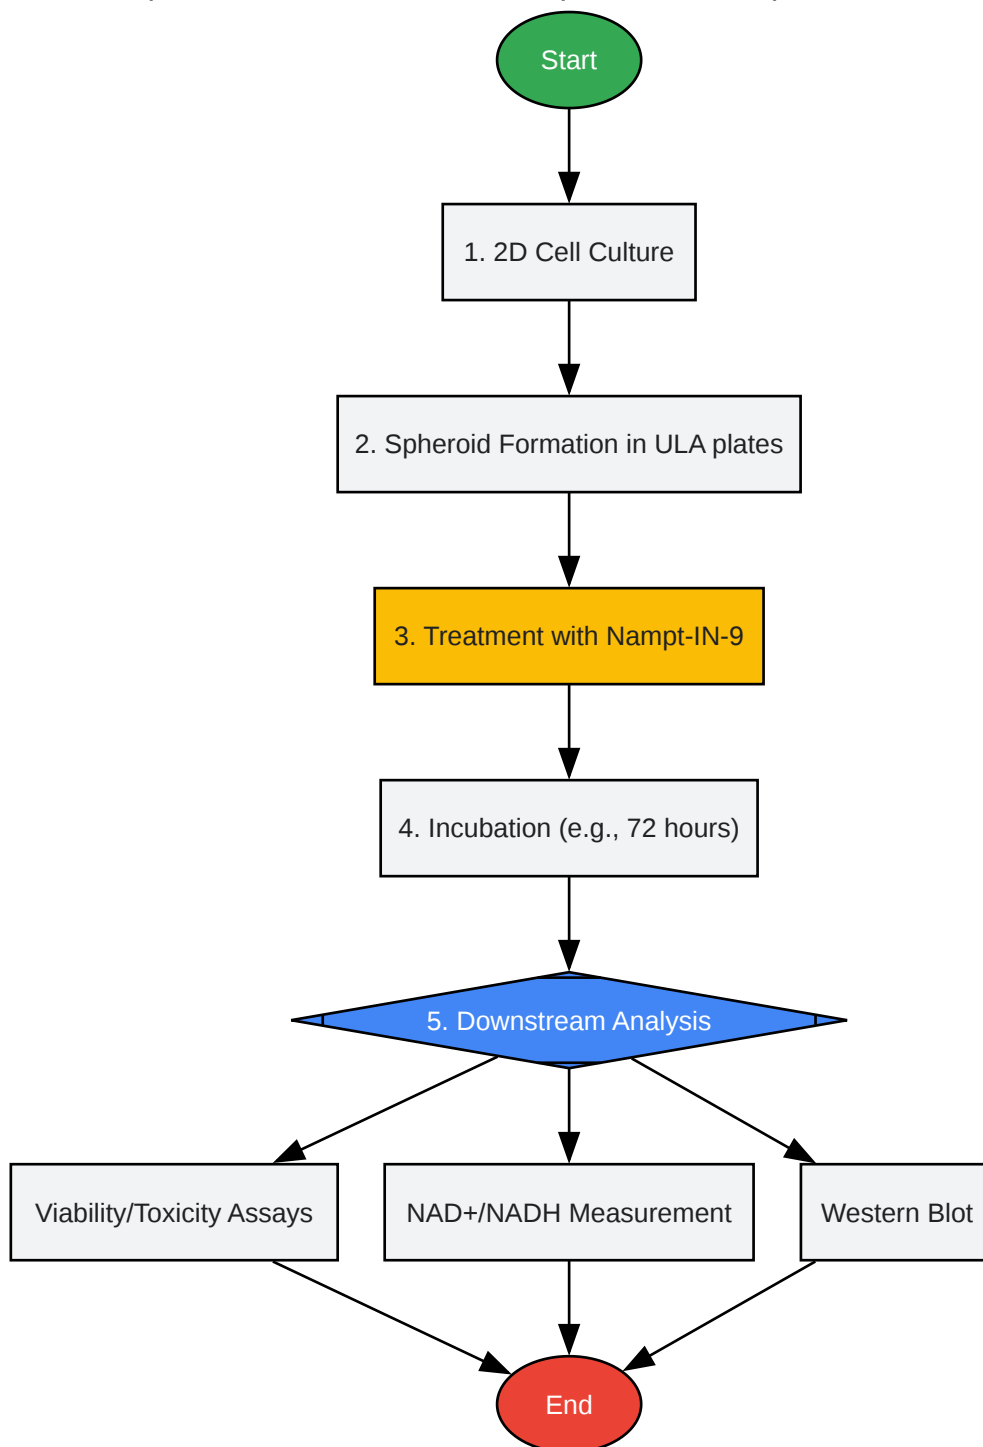 Start
1. 2D Cell Culture
2. Spheroid Formation in ULA plates
3. Treatment with Nampt-IN-9
4. Incubation (e.g., 72 hours)
5. Downstream Analysis
Viability/Toxicity Assays
NAD+/NADH Measurement
Western Blot
End